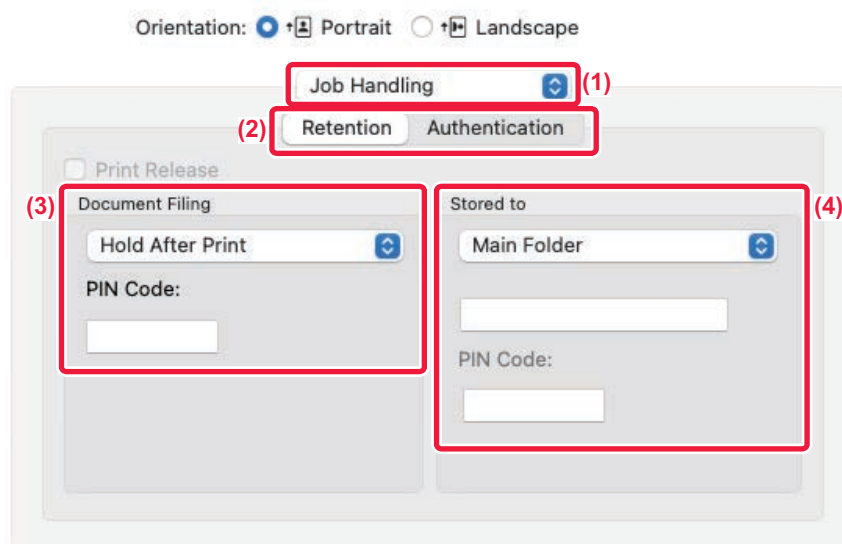 Orientation: Portrait Landscape
Job Handling (1)
(2) Retention Authentication
Print Release
(3) Document Filing Stored to (4)
Hold After Print Main Folder
PIN Code:
PIN Code: